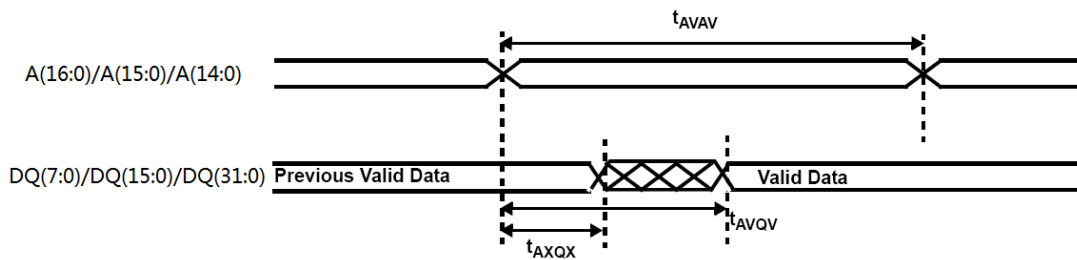 tAVAV
A(16:0)/A(15:0)/A(14:0)
DQ(7:0)/DQ(15:0)/DQ(31:0) Previous Valid Data Valid Data
tAVQV
tAXQX